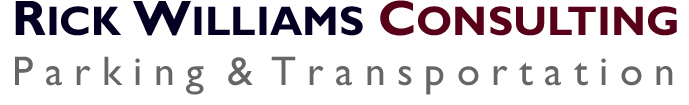 RICK WILLIAMS CONSULTING
Parking & Transportation